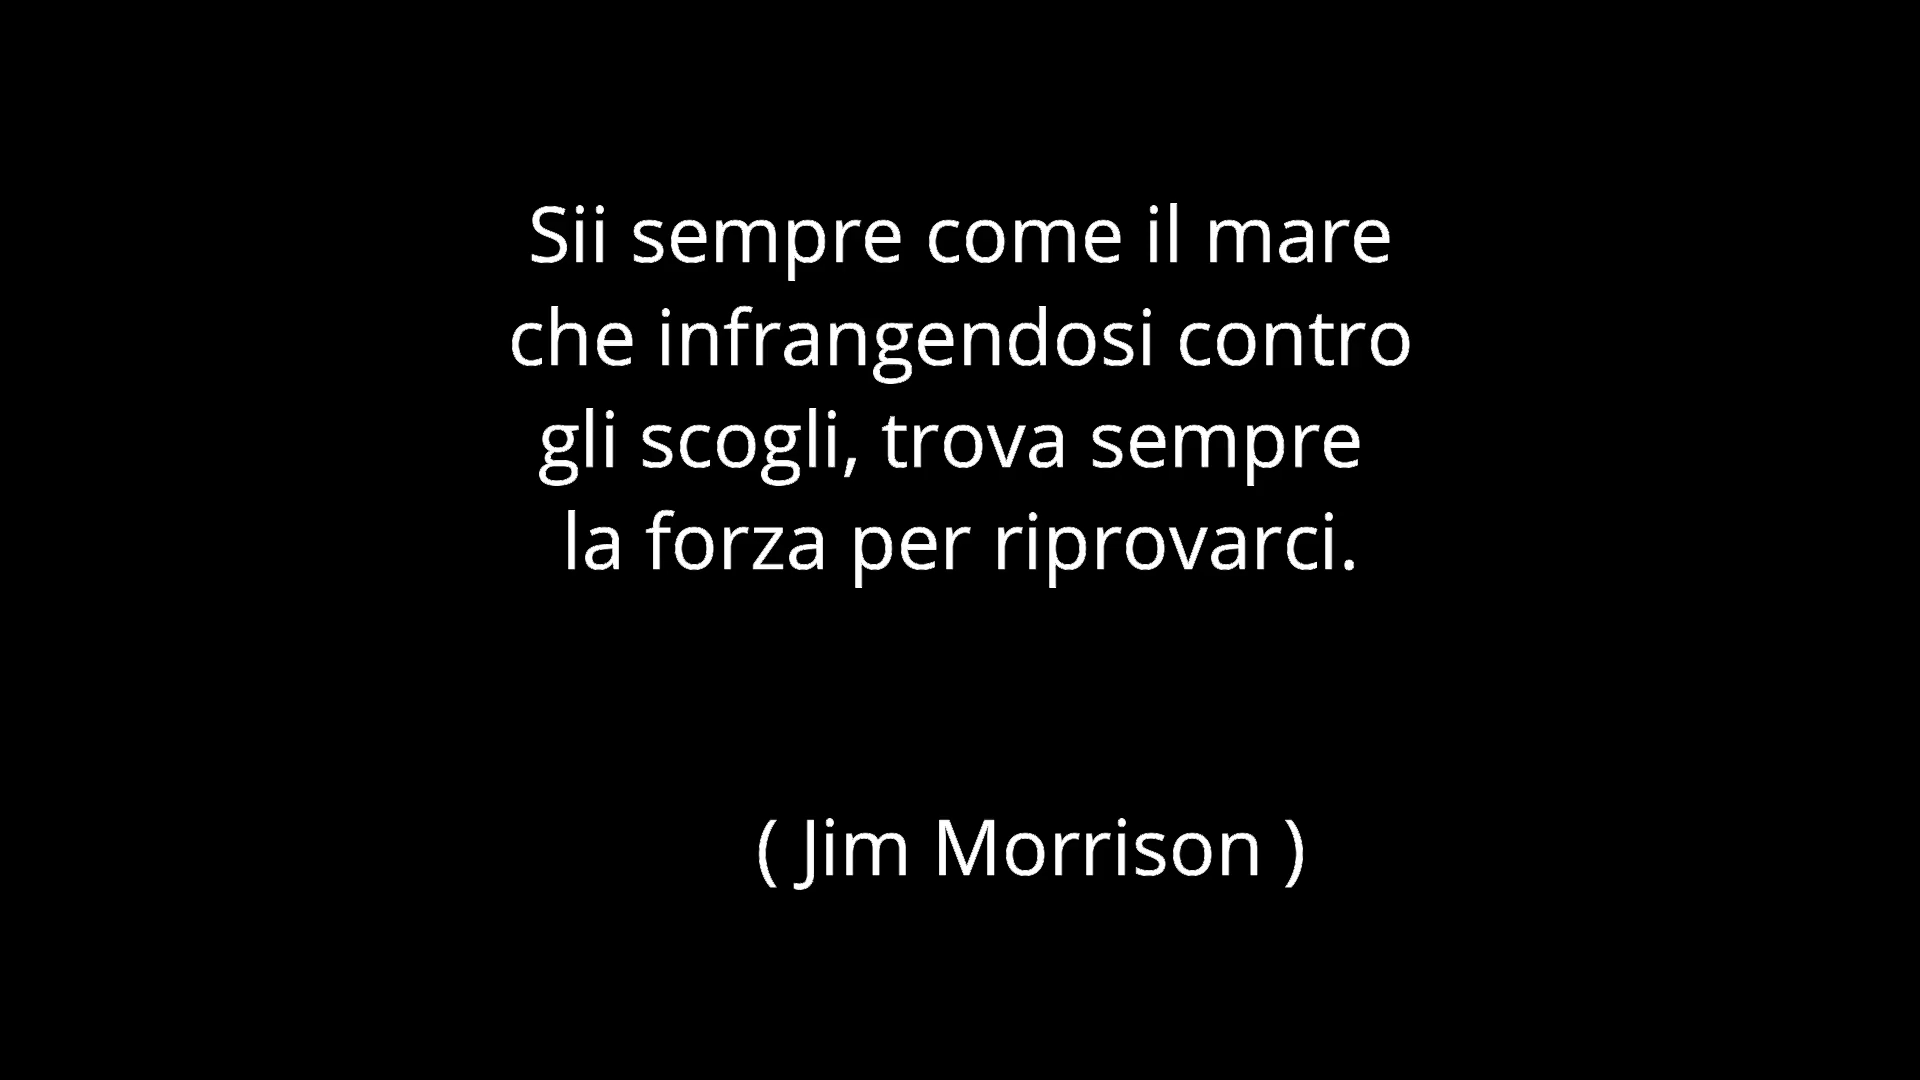 Sii sempre come il mare
che infrangendosi contro
gli scogli, trova sempre
la forza per riprovarci.
( Jim Morrison )